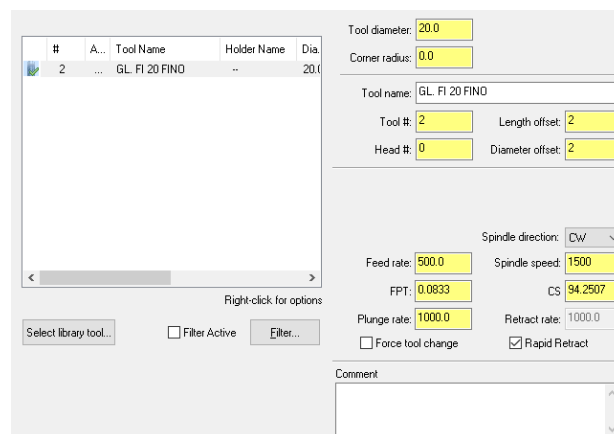 Tool diameter: 20.0
Corner radius: 0.0
# A... Tool Name Holder Name Dia.
2 ... GL. FI 20 FINO -- 20.(
Tool name: GL. FI 20 FINO
Tool #: 2 Length offset: 2
Head #: 0 Diameter offset: 2
Spindle direction: CW
Feed rate: 500.0 Spindle speed: 1500
FPT: 0.0833 CS 94.2507
Plunge rate: 1000.0 Retract rate: 1000.0
Force tool change Rapid Retract
Right-click for options
Select library tool... Filter Active Filter...
Comment